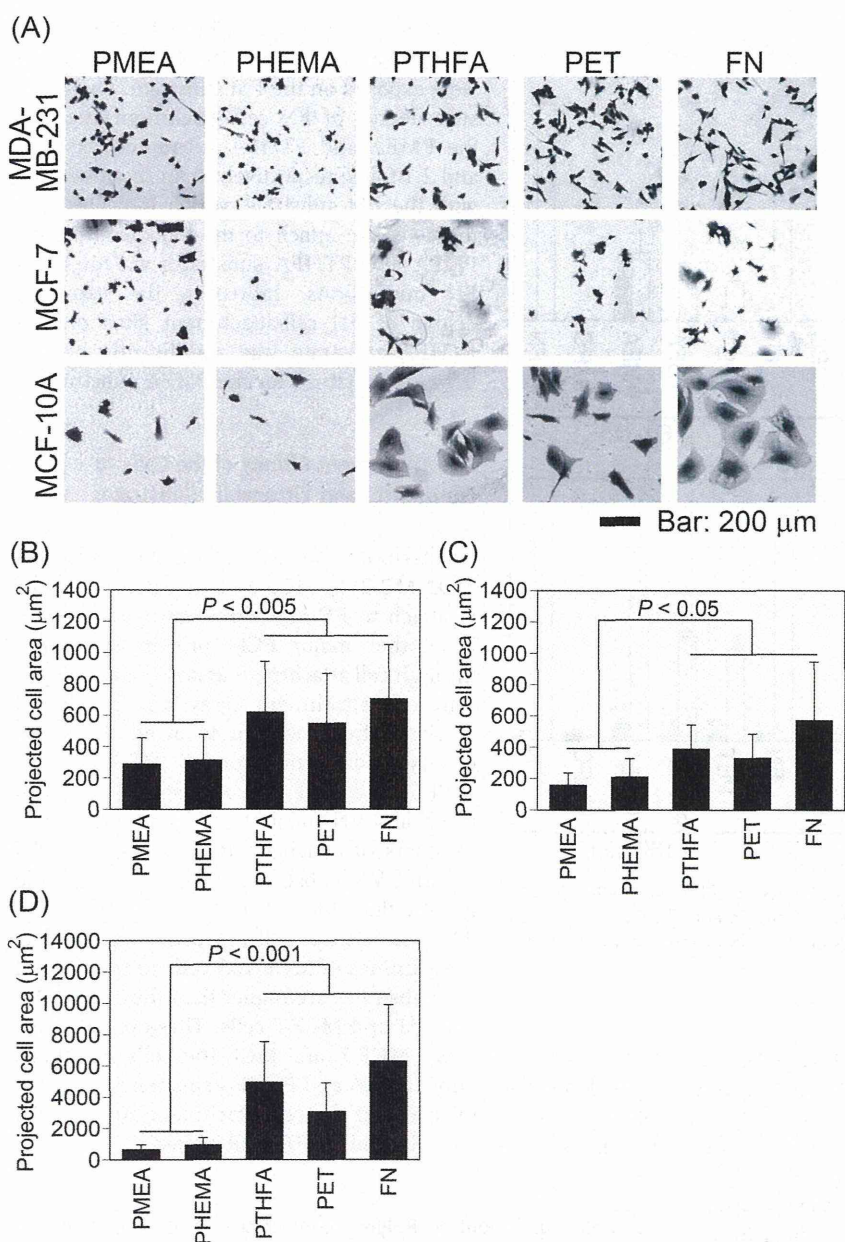 (A)
PMEA PHEMA PTHFA PET FN
MDA-
MB-231
MCF-7
MCF-10A
Bar: 200 μm
(B)
Projected cell area (μm²)
1400
1200
1000
800
600
400
200
0
P < 0.005
PMEA
PHEMA
PTHFA
PET
FN
(C)
Projected cell area (μm²)
1400
1200
1000
800
600
400
200
0
P < 0.05
PMEA
PHEMA
PTHFA
PET
FN
(D)
Projected cell area (μm²)
14000
12000
10000
8000
6000
4000
2000
0
P < 0.001
PMEA
PHEMA
PTHFA
PET
FN